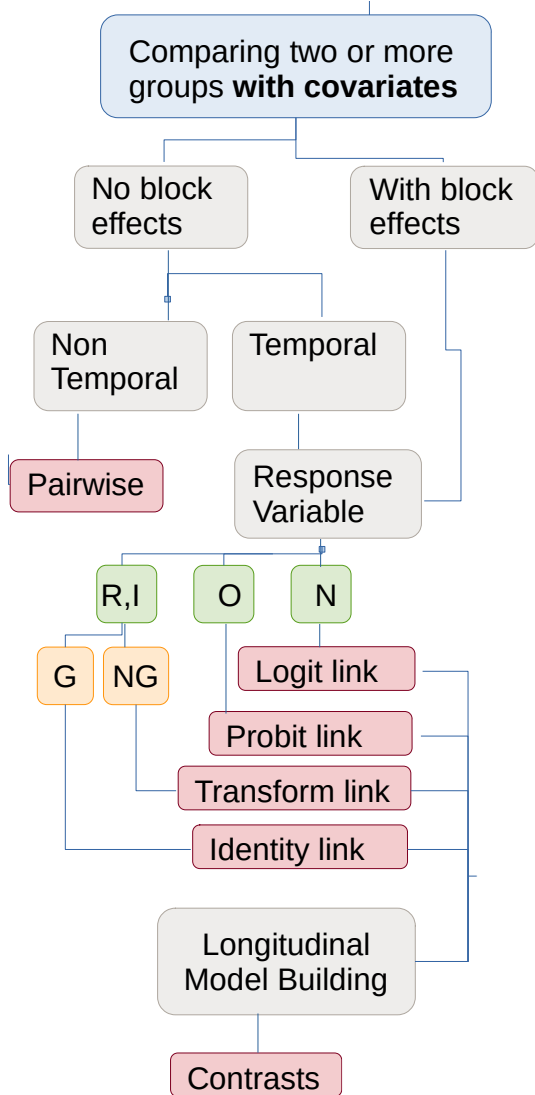 Comparing two or more
groups with covariates
No block
effects
With block
effects
Non
Temporal
Temporal
Pairwise
Response
Variable
R,I
O
N
G
NG
Logit link
Probit link
Transform link
Identity link
Longitudinal
Model Building
Contrasts